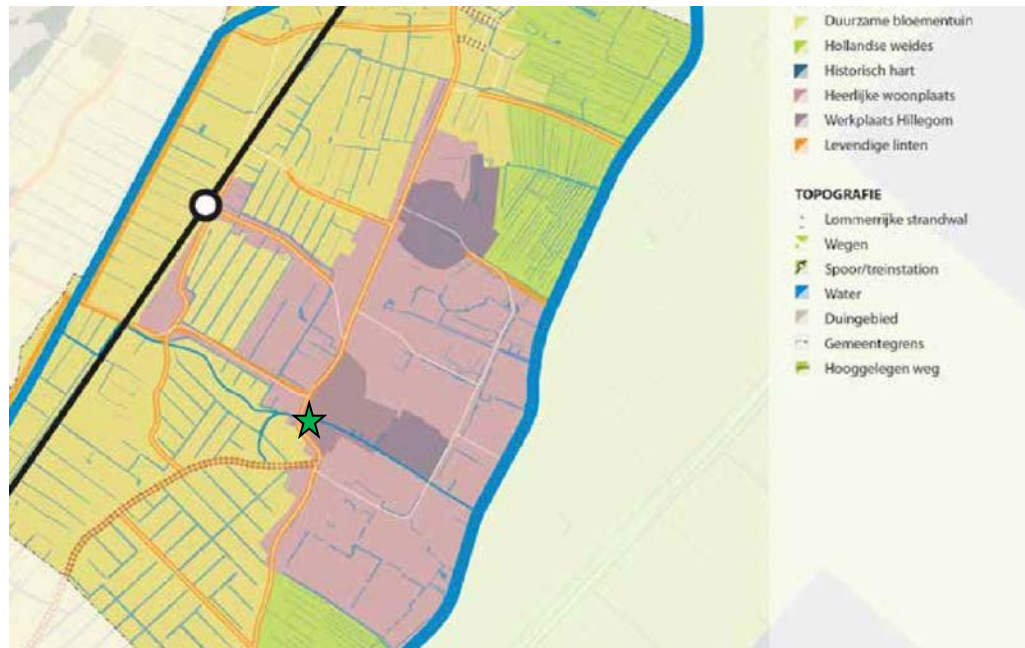 Duurzame bloementuin
Hollandse weides
Historisch hart
Heerlijke woonplaats
Werkplaats Hillegom
Levendige linten
TOPOGRAFIE
Lommerrijke strandwal
Wegen
Spoor/treinstation
Water
Duingebied
Gemeentegrens
Hooggelegen weg